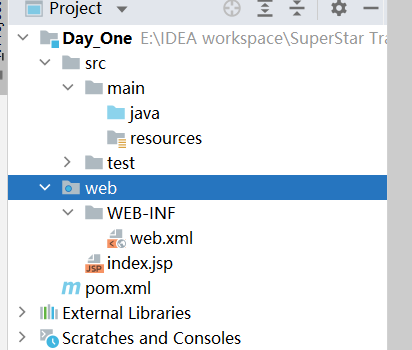 Project
Day_One E:\IDEA workspace\SuperStar Tra
src
main
java
resources
test
web
WEB-INF
web.xml
JSP index.jsp
m pom.xml
External Libraries
Scratches and Consoles